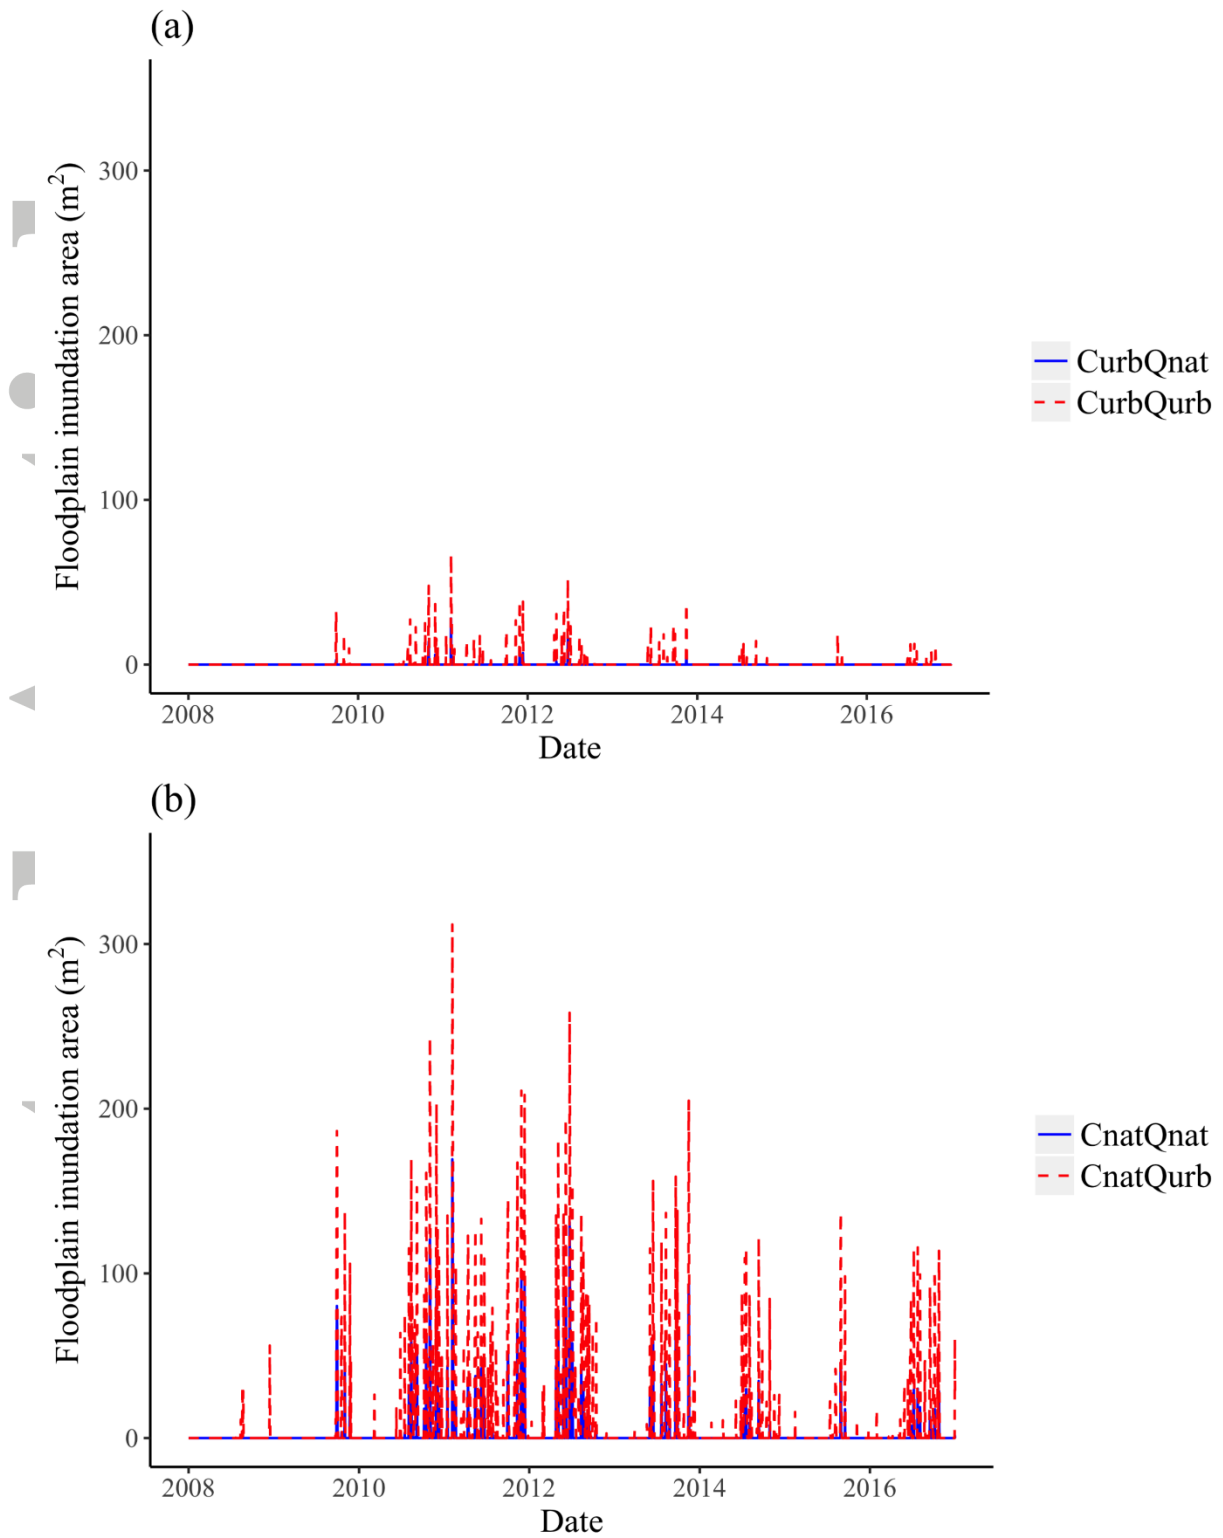 (a)
Floodplain inundation area (m²)
300
200
100
0
2008 2010 2012 2014 2016
Date
CurbQnat
CurbQurb
(b)
Floodplain inundation area (m²)
300
200
100
0
2008 2010 2012 2014 2016
Date
CnatQnat
CnatQurb